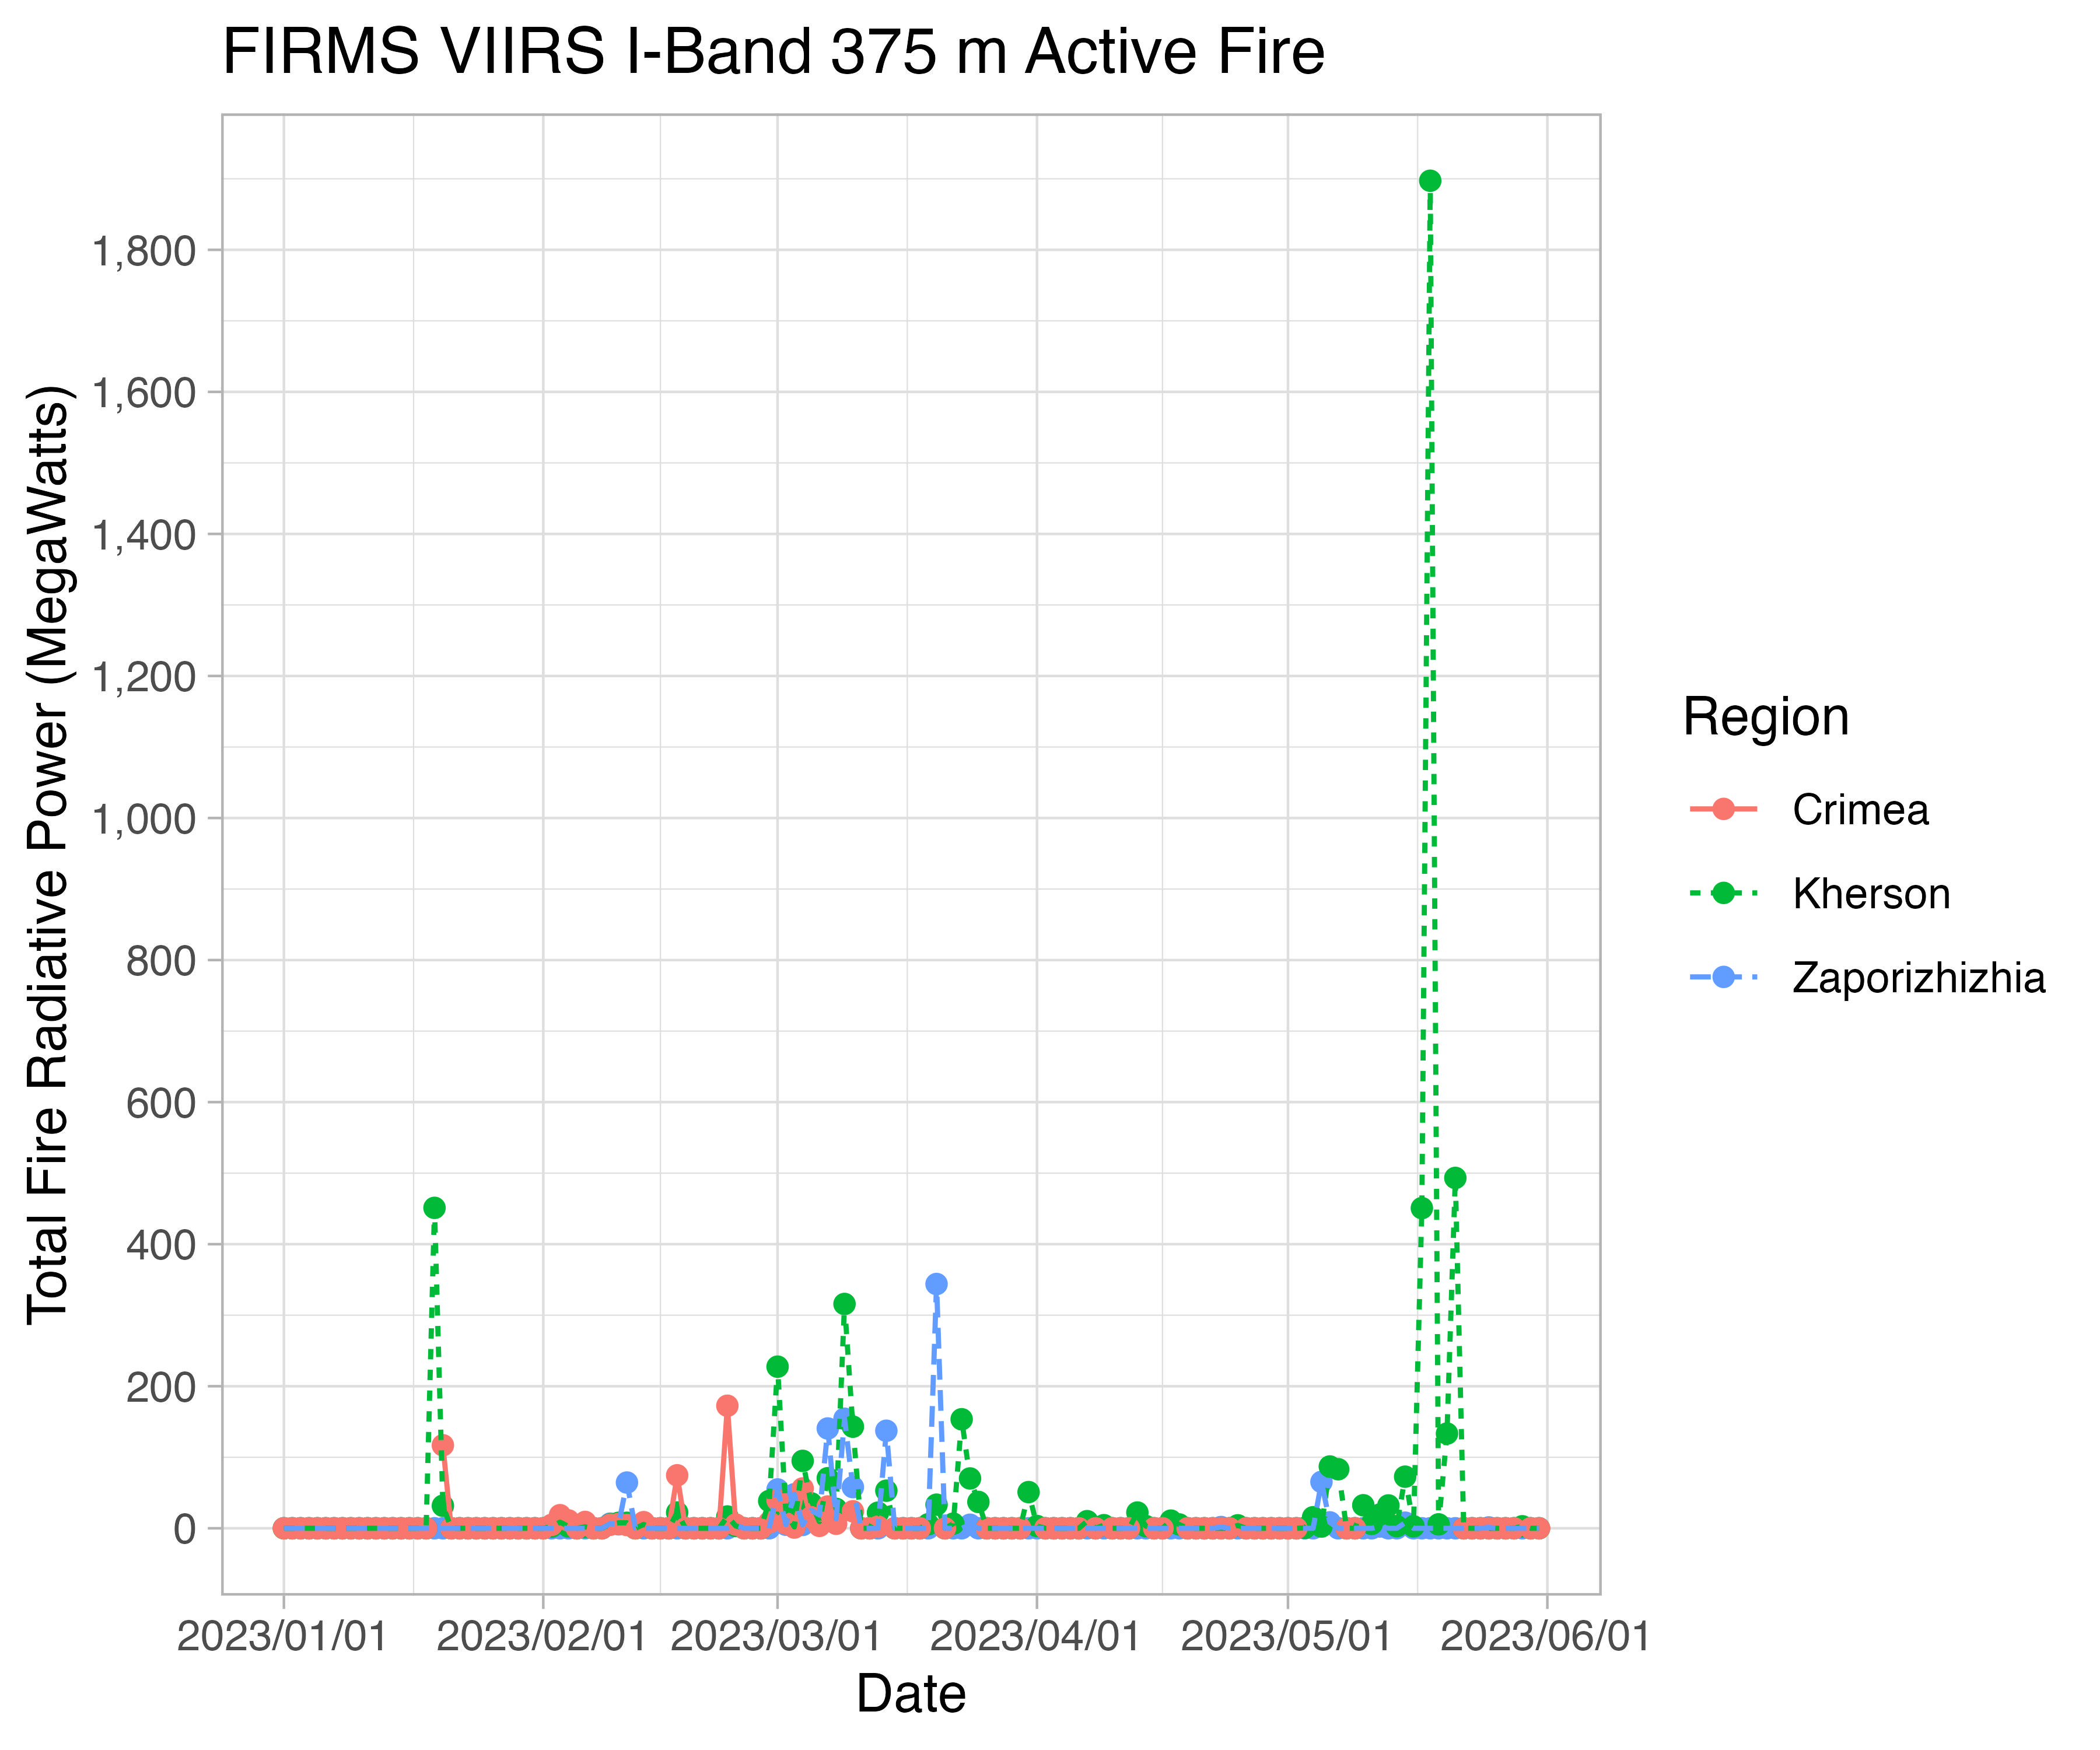 FIRMS VIIRS I-Band 375 m Active Fire
Total Fire Radiative Power (MegaWatts)
1,800
1,600
1,400
1,200
1,000
800
600
400
200
0
2023/01/01 2023/02/01 2023/03/01 2023/04/01 2023/05/01 2023/06/01
Date
Region
Crimea
Kherson
Zaporizhizhia